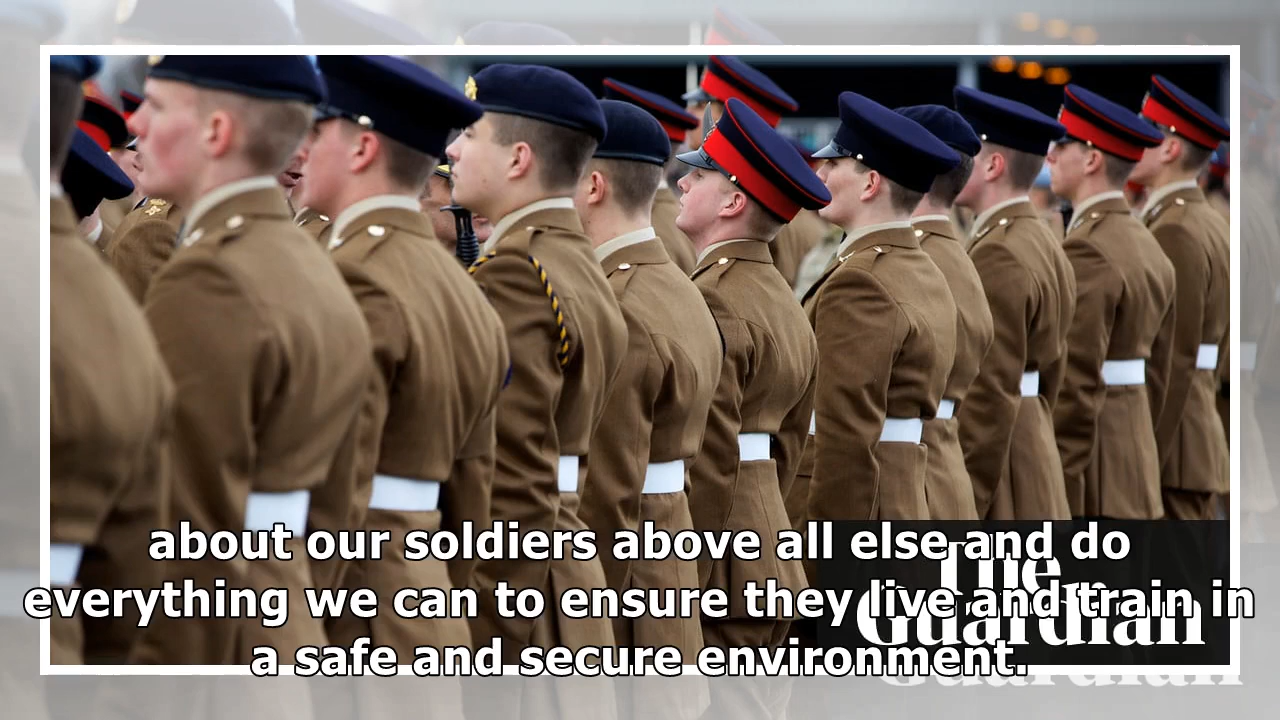 about our soldiers above all else and do
everything we can to ensure they live and train in
a safe and secure environment.
The
Guardian
Guardian